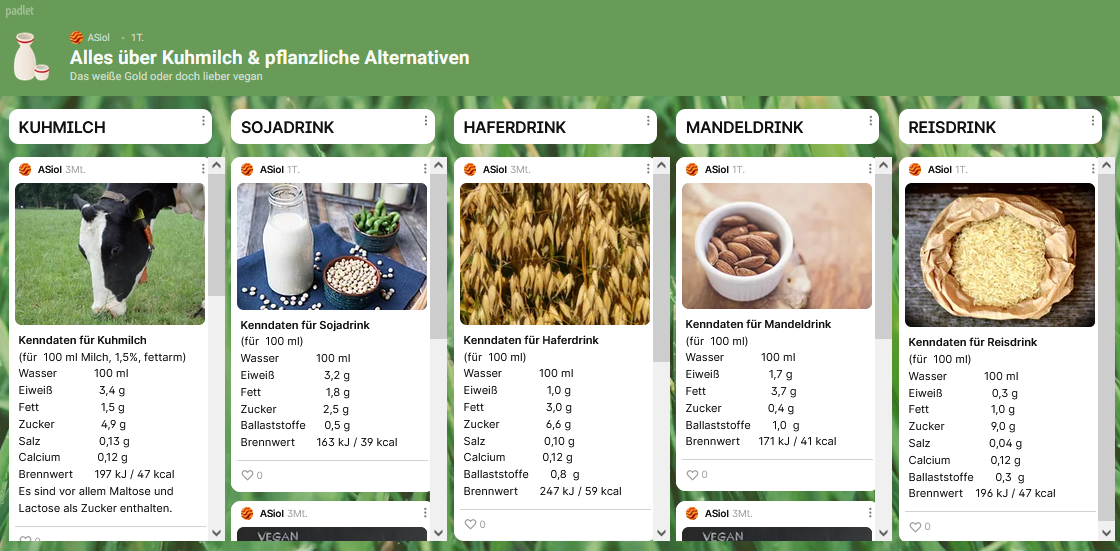 padlet
ASiol • 1T.
Alles über Kuhmilch & pflanzliche Alternativen
Das weiße Gold oder doch lieber vegan
KUHMILCH
ASiol 3Mt.
Kenndaten für Kuhmilch
(für 100 ml Milch, 1,5%, fettarm)
Wasser 100 ml
Eiweiß 3,4 g
Fett 1,5 g
Zucker 4,9 g
Salz 0,13 g
Calcium 0,12 g
Brennwert 197 kJ / 47 kcal
Es sind vor allem Maltose und
Lactose als Zucker enthalten.
0
SOJADRINK
ASiol 1T.
Kenndaten für Sojadrink
(für 100 ml)
Wasser 100 ml
Eiweiß 3,2 g
Fett 1,8 g
Zucker 2,5 g
Ballaststoffe 0,5 g
Brennwert 163 kJ / 39 kcal
0
ASiol 3Mt.
VEGAN
HAFERDRINK
ASiol 3Mt.
Kenndaten für Haferdrink
(für 100 ml)
Wasser 100 ml
Eiweiß 1,0 g
Fett 3,0 g
Zucker 6,6 g
Salz 0,10 g
Calcium 0,12 g
Ballaststoffe 0,8 g
Brennwert 247 kJ / 59 kcal
0
MANDELDRINK
ASiol 1T.
Kenndaten für Mandeldrink
(für 100 ml)
Wasser 100 ml
Eiweiß 1,7 g
Fett 3,7 g
Zucker 0,4 g
Ballaststoffe 1,0 g
Brennwert 171 kJ / 41 kcal
0
ASiol 3Mt.
VEGAN
REISDRINK
ASiol 1T.
Kenndaten für Reisdrink
(für 100 ml)
Wasser 100 ml
Eiweiß 0,3 g
Fett 1,0 g
Zucker 9,0 g
Salz 0,04 g
Calcium 0,12 g
Ballaststoffe 0,3 g
Brennwert 196 kJ / 47 kcal
0